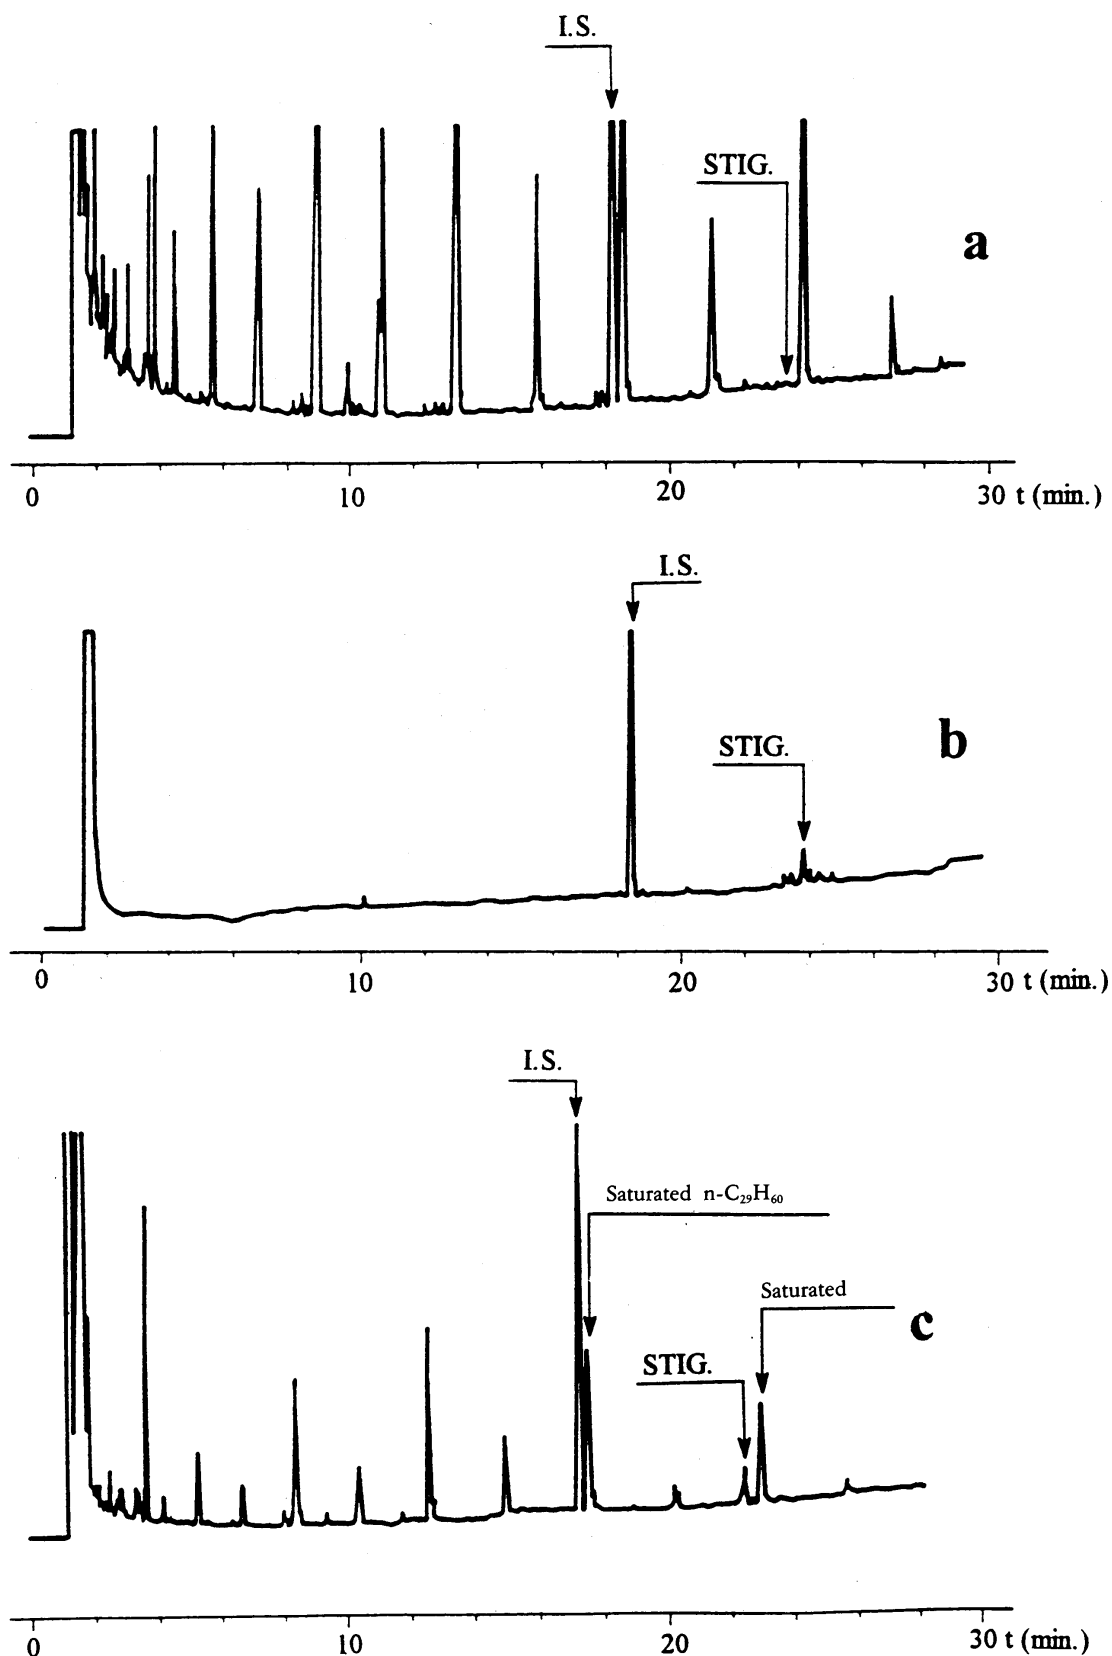 I.S.
STIG.
a
0 10 20 30 t (min.)
I.S.
STIG.
b
0 10 20 30 t (min.)
I.S.
Saturated n-C₂₉H₆₀
Saturated
c
STIG.
0 10 20 30 t (min.)